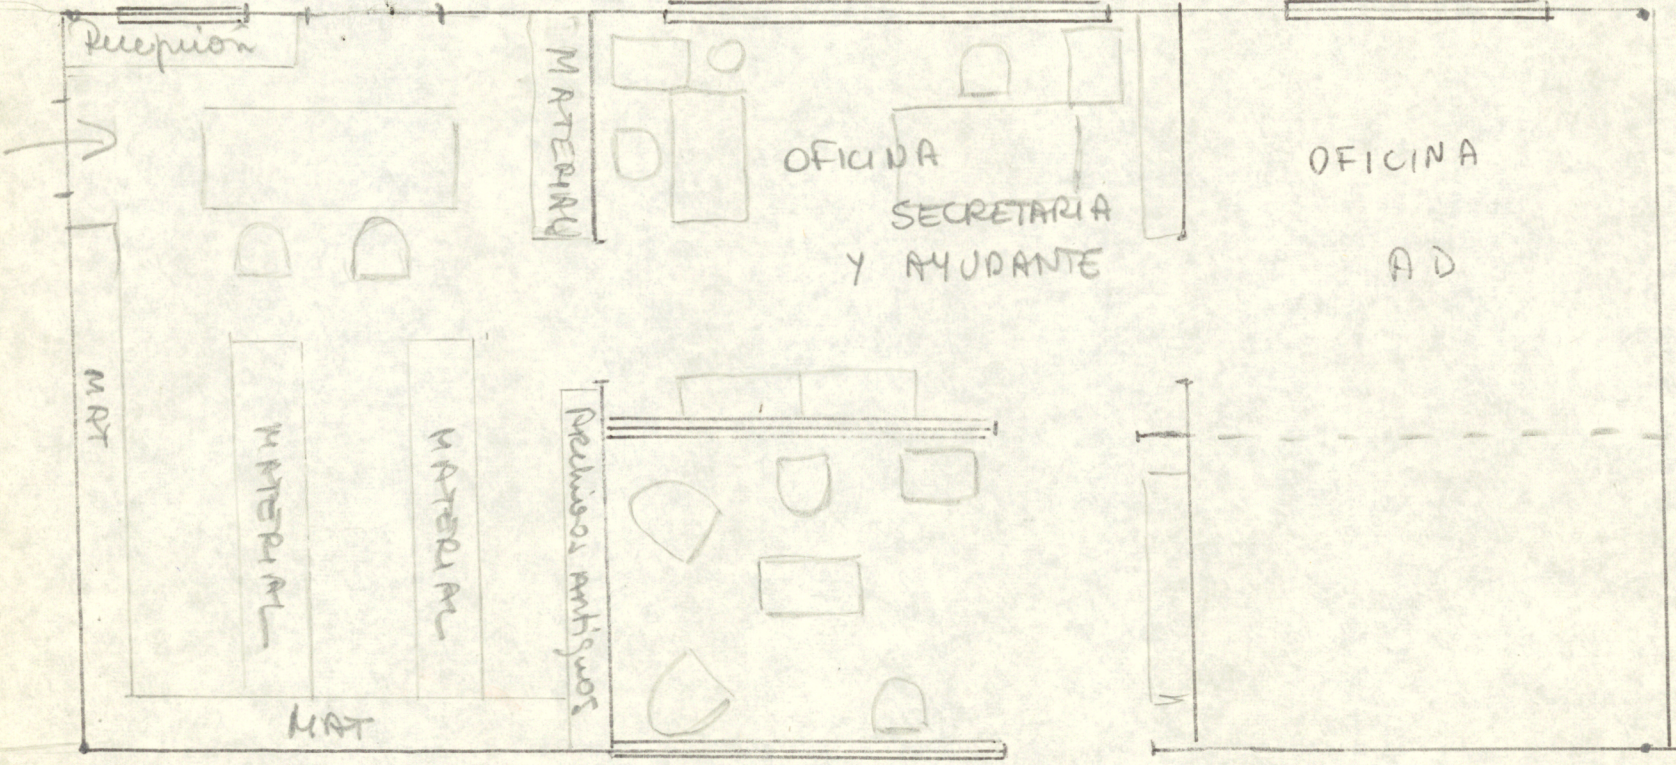 Recepción
MATERIAL
OFICINA
SECRETARIA
Y AYUDANTE
OFICINA
AD
MAT
MATERIAL
MATERIAL
Archivos antiguos
MAT